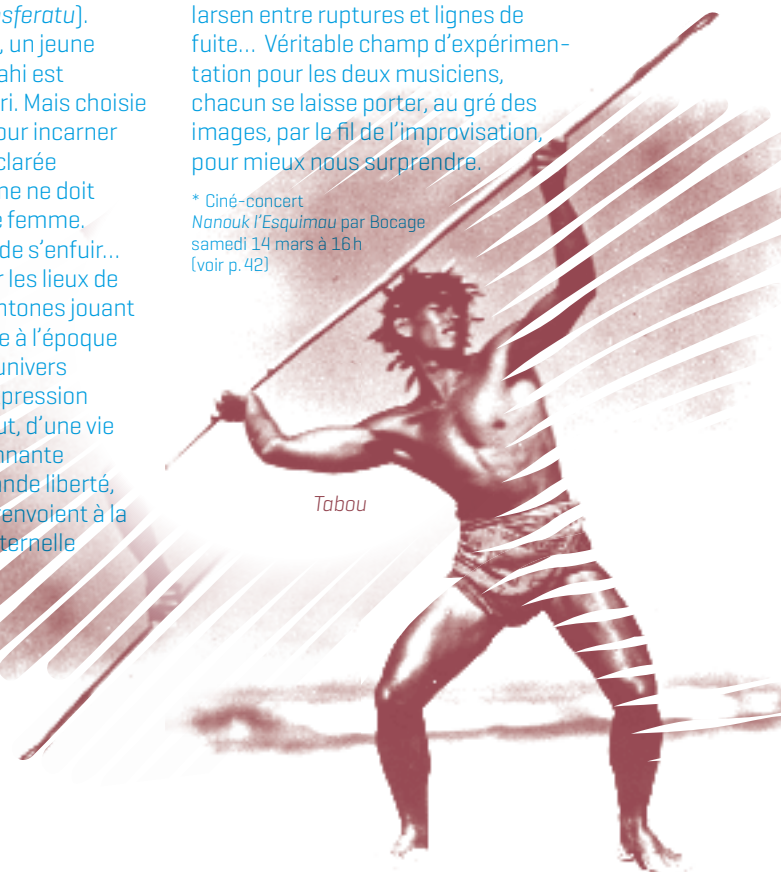 sferatu).
, un jeune
ahi est
ri. Mais choisie
our incarner
clarée
ne ne doit
e femme.
de s’enfuir…
r les lieux de
ntones jouant
e à l’époque
univers
pression
ut, d’une vie
nnante
ande liberté,
envoient à la
ternelle
larsen entre ruptures et lignes de
fuite… Véritable champ d’expérimen-
tation pour les deux musiciens,
chacun se laisse porter, au gré des
images, par le fil de l’improvisation,
pour mieux nous surprendre.
* Ciné-concert
Nanouk l’Esquimau par Bocage
samedi 14 mars à 16h
(voir p. 42)
Tabou